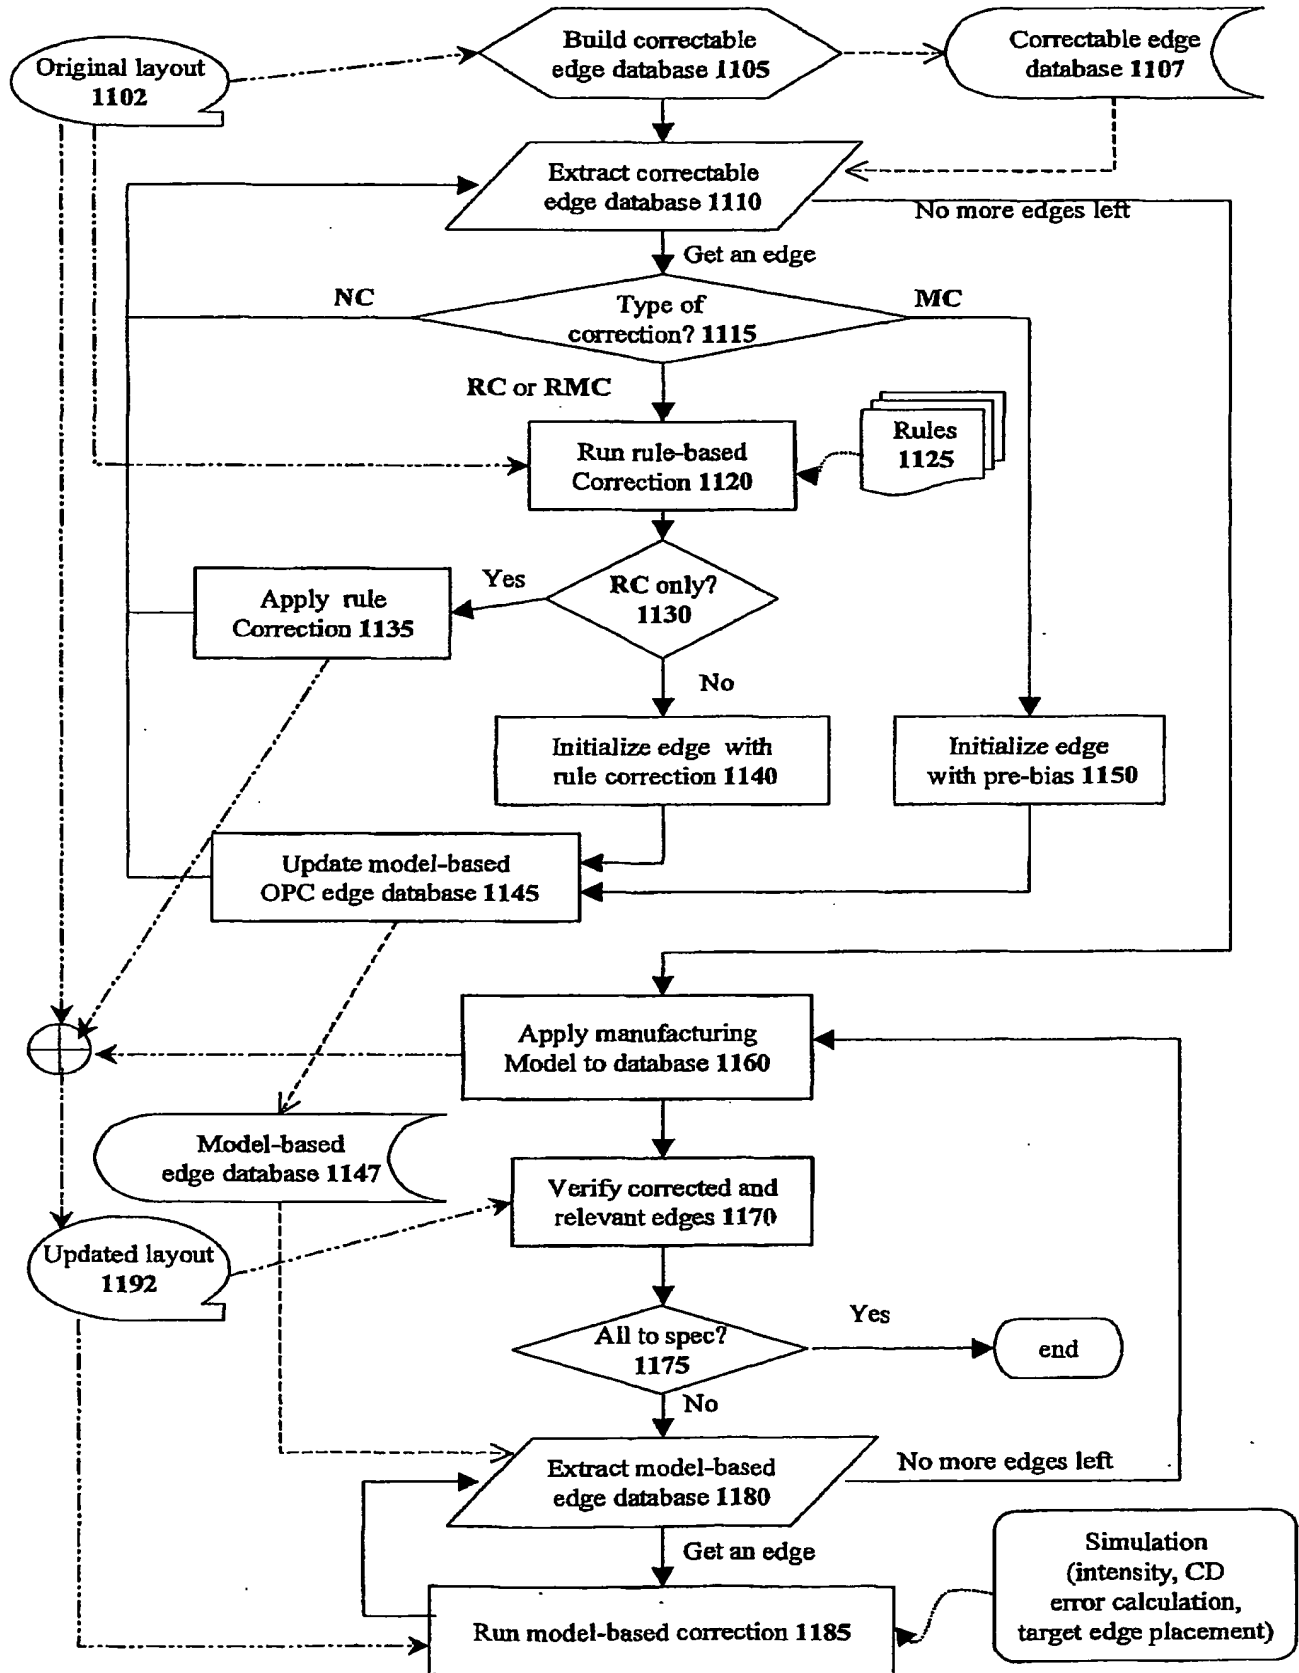 Original layout
1102
Build correctable
edge database 1105
Correctable edge
database 1107
Extract correctable
edge database 1110
No more edges left
Get an edge
NC
Type of
correction? 1115
MC
RC or RMC
Run rule-based
Correction 1120
Rules
1125
Yes
RC only?
1130
Apply rule
Correction 1135
No
Initialize edge with
rule correction 1140
Initialize edge
with pre-bias 1150
Update model-based
OPC edge database 1145
Apply manufacturing
Model to database 1160
Model-based
edge database 1147
Verify corrected and
relevant edges 1170
Updated layout
1192
All to spec?
1175
Yes
end
No
Extract model-based
edge database 1180
No more edges left
Get an edge
Simulation
(intensity, CD
error calculation,
target edge placement)
Run model-based correction 1185